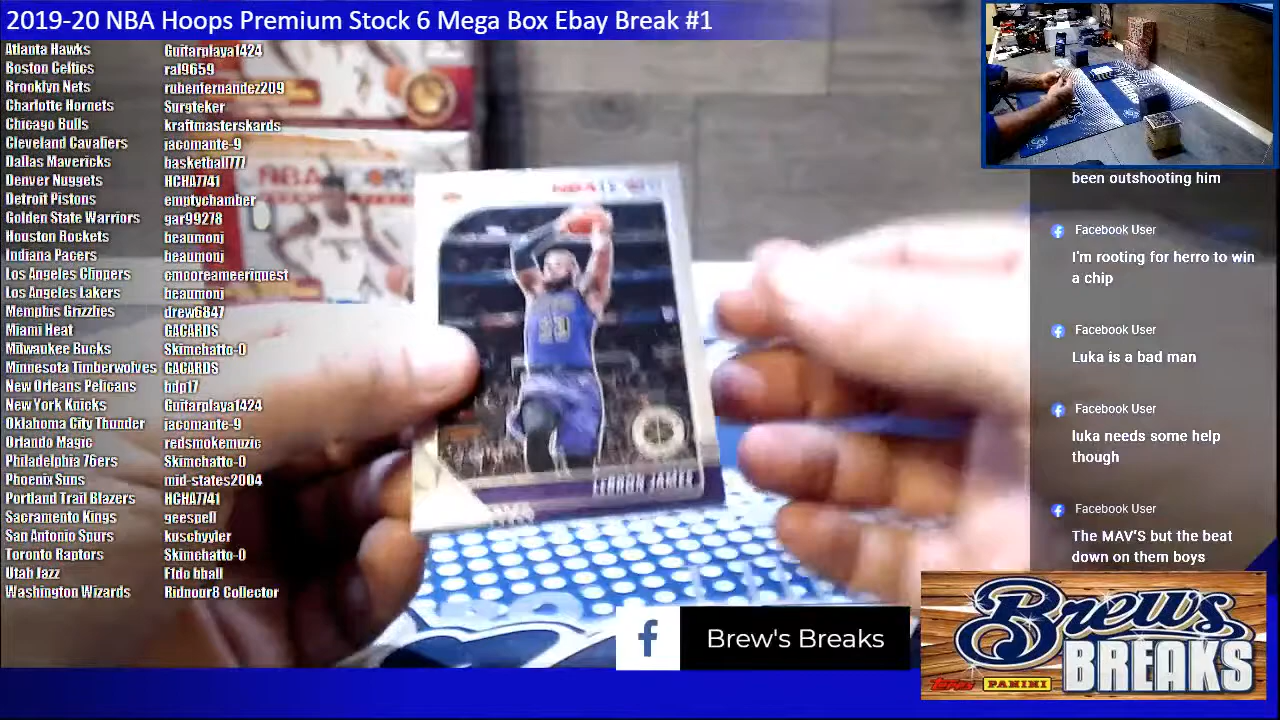 2019-20 NBA Hoops Premium Stock 6 Mega Box Ebay Break #1
Atlanta Hawks Guitarplaya1424
Boston Celtics ral9659
Brooklyn Nets rubenfernandez209
Charlotte Hornets Surgteker
Chicago Bulls kraftmasterskards
Cleveland Cavaliers jacomante-9
Dallas Mavericks basketball777
Denver Nuggets HCHA7741
Detroit Pistons emptychamber
Golden State Warriors gar99278
Houston Rockets beaumonj
Indiana Pacers beaumonj
Los Angeles Clippers cmooreameeriquest
Los Angeles Lakers beaumonj
Memphis Grizzlies drew6847
Miami Heat GACARDS
Milwaukee Bucks Skimchatto-0
Minnesota Timberwolves GACARDS
New Orleans Pelicans bdp17
New York Knicks Guitarplaya1424
Oklahoma City Thunder jacomante-9
Orlando Magic redsmokemuzic
Philadelphia 76ers Skimchatto-0
Phoenix Suns mid-states2004
Portland Trail Blazers HCHA7741
Sacramento Kings geespell
San Antonio Spurs kuschyyler
Toronto Raptors Skimchatto-0
Utah Jazz Ftdo bball
Washington Wizards Ridnour8 Collector
NBA
LEBRON JAMES
been outshooting him
Facebook User
I'm rooting for herro to win
a chip
Facebook User
Luka is a bad man
Facebook User
luka needs some help
though
Facebook User
The MAV'S but the beat
down on them boys
f Brew's Breaks
Brew's
BREAKS
Topps PANINI